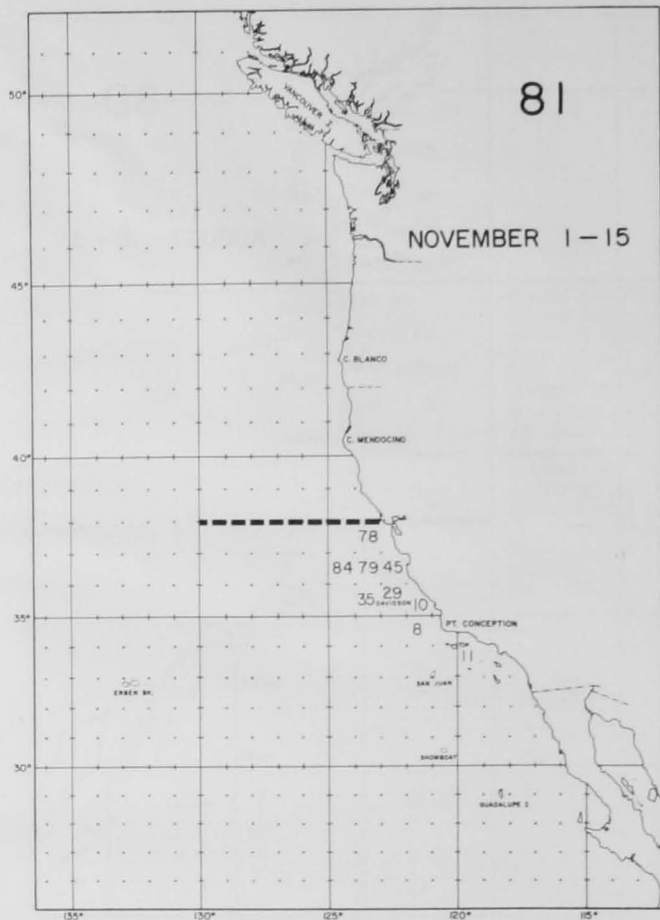 81
50°
VANCOUVER
NOVEMBER 1-15
45°
C. BLANCO
C. MENDOCINO
40°
78
84 79 45
29
35 DAVIDSON 10
35°
8 PT. CONCEPTION
11
ERBEN BK.
SAN JUAN
SHOWBOAT
30°
GUADALUPE I.
135° 130° 125° 120° 115°